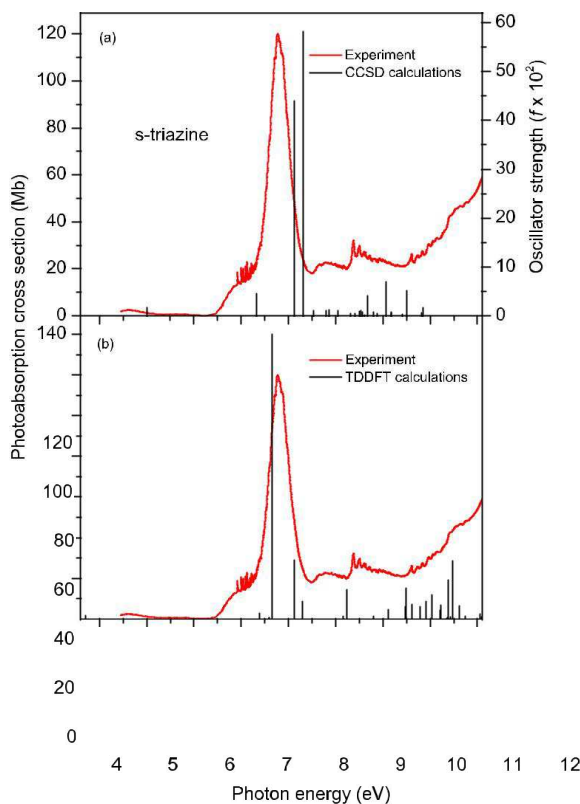 (a)
Experiment
CCSD calculations
s-triazine
120
100
80
60
40
20
0
60
50
40
30
20
10
0
Oscillator strength (f x 10²)
Photoabsorption cross section (Mb)
(b)
Experiment
TDDFT calculations
140
120
100
80
60
40
20
0
4 5 6 7 8 9 10 11 12
Photon energy (eV)